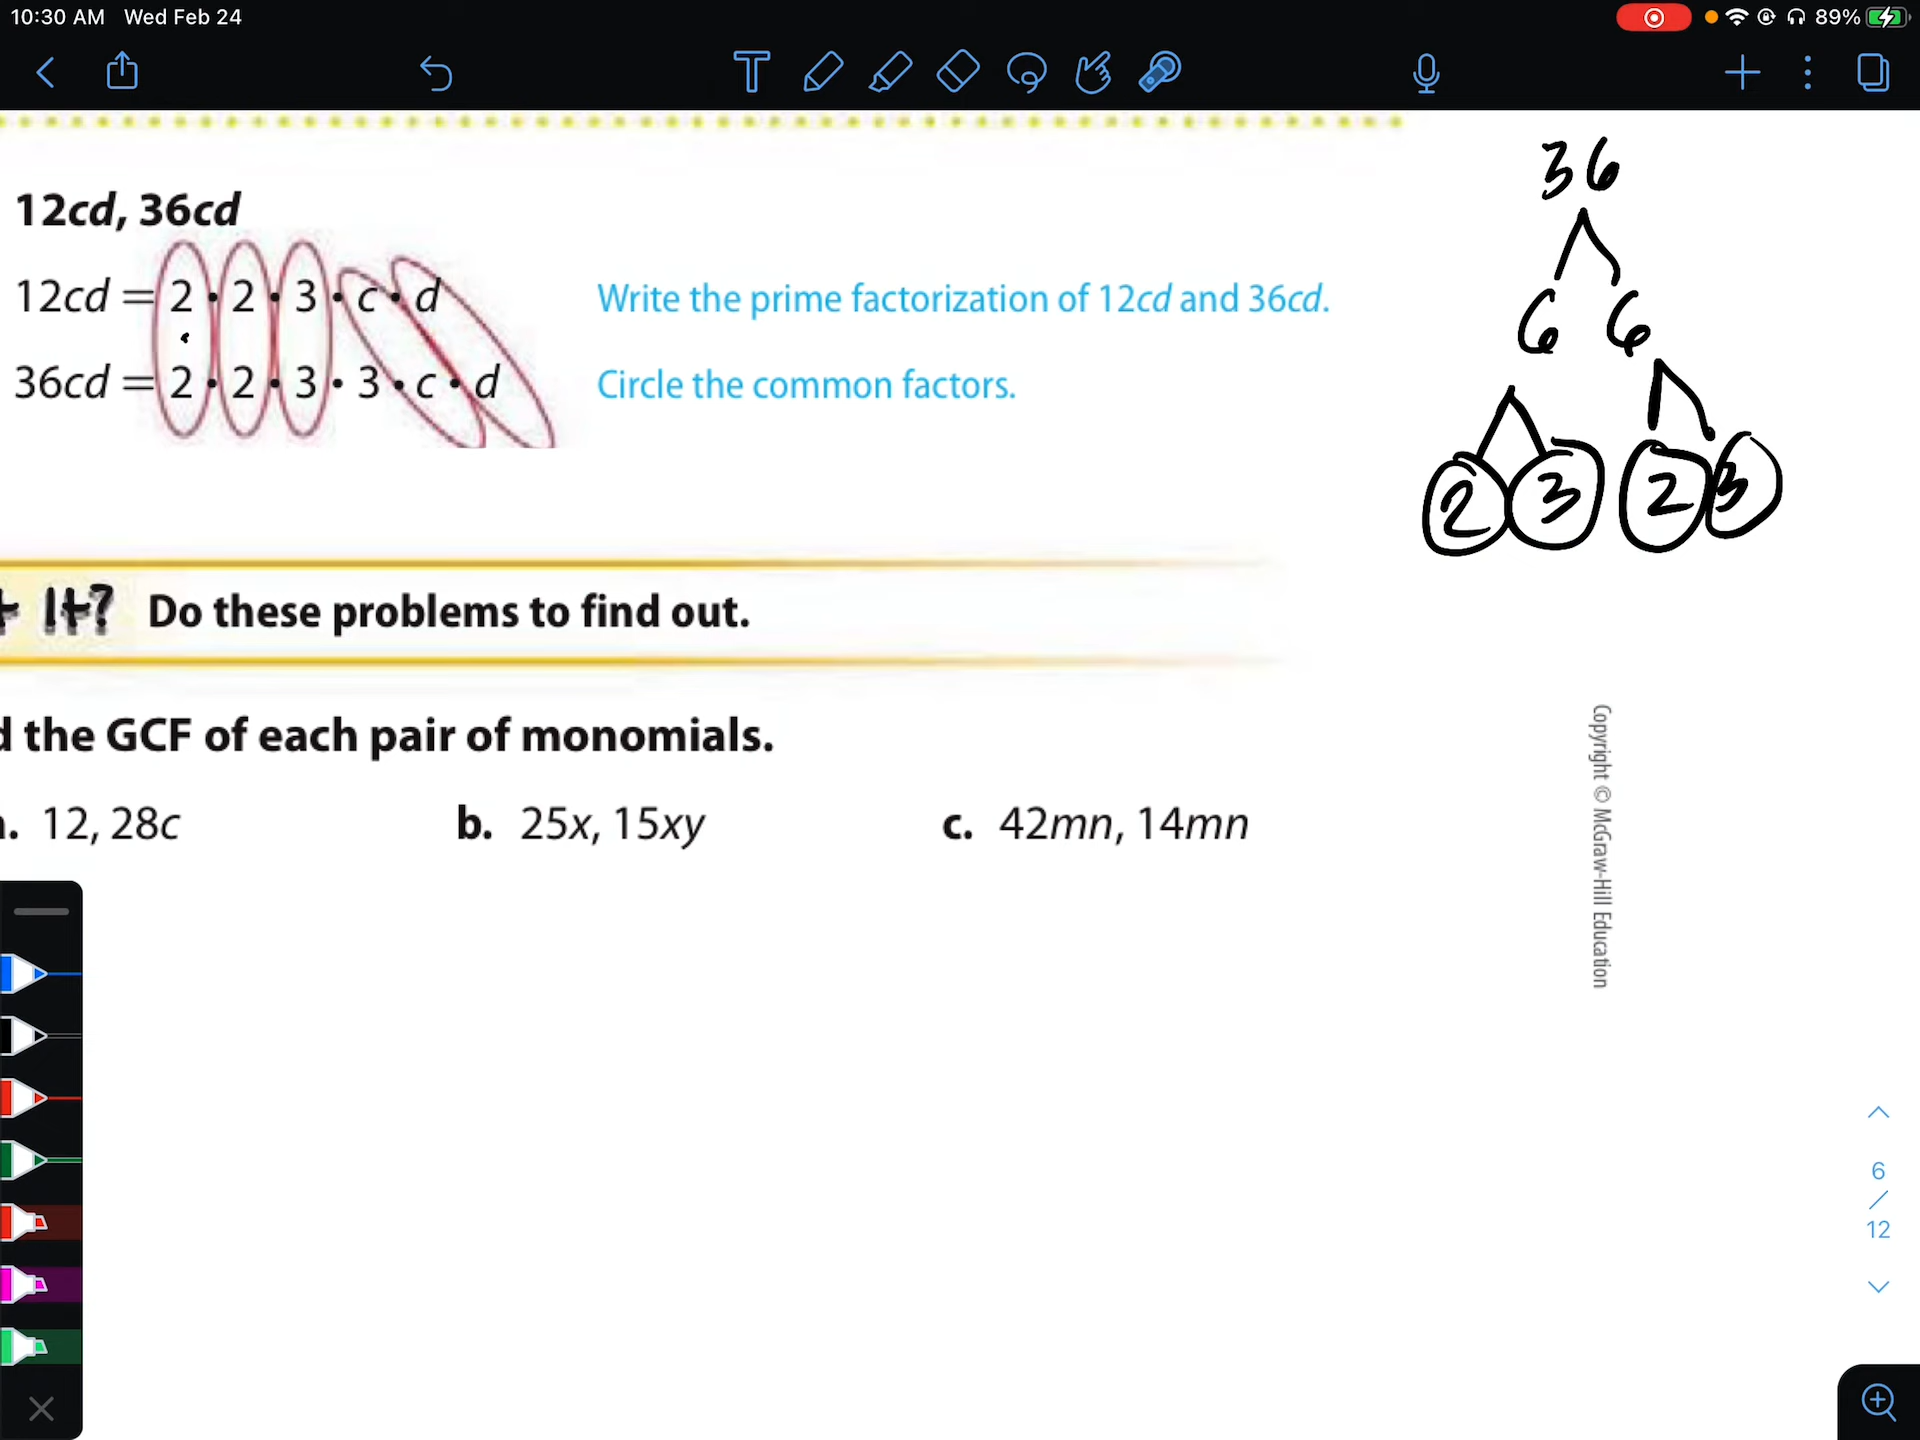 10:30 AM Wed Feb 24
89%
12cd, 36cd
12cd = 2 · 2 · 3 · c · d
Write the prime factorization of 12cd and 36cd.
36cd = 2 · 2 · 3 · 3 · c · d
Circle the common factors.
36
6 6
2 3 2 3
It? Do these problems to find out.
the GCF of each pair of monomials.
12, 28c
b. 25x, 15xy
c. 42mn, 14mn
Copyright © McGraw-Hill Education
6
/
12